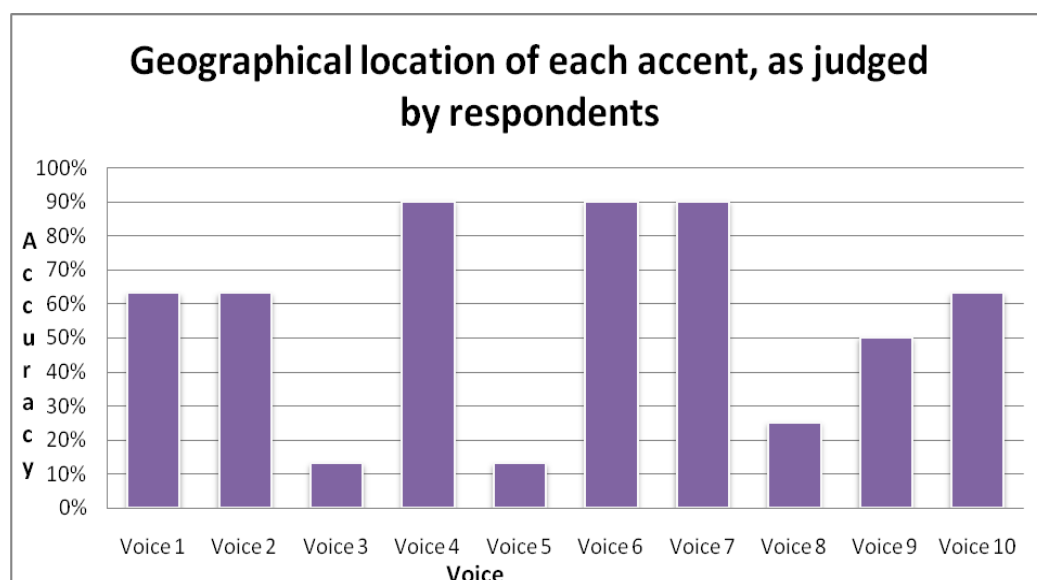 Geographical location of each accent, as judged
by respondents
100%
90%
80%
70%
60%
50%
40%
30%
20%
10%
0%
Accuracy
Voice 1 Voice 2 Voice 3 Voice 4 Voice 5 Voice 6 Voice 7 Voice 8 Voice 9 Voice 10
Voice